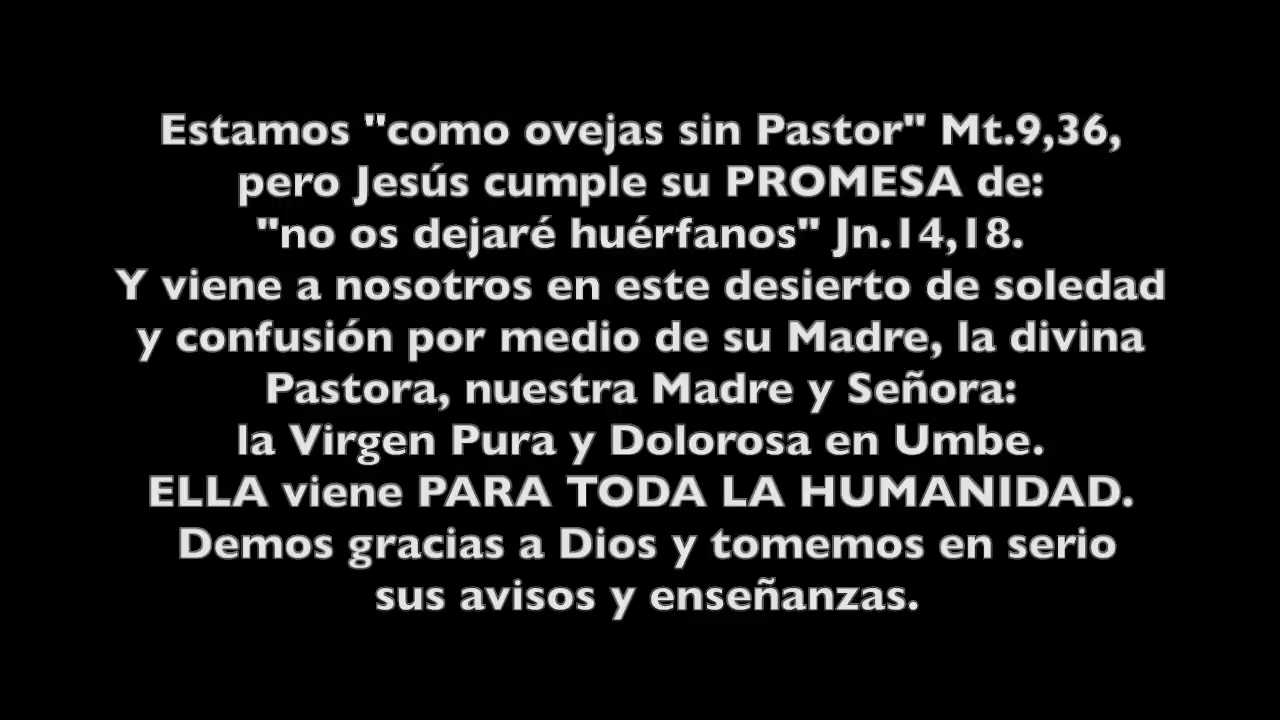 Estamos "como ovejas sin Pastor" Mt.9,36,
pero Jesús cumple su PROMESA de:
"no os dejaré huérfanos" Jn.14,18.
Y viene a nosotros en este desierto de soledad
y confusión por medio de su Madre, la divina
Pastora, nuestra Madre y Señora:
la Virgen Pura y Dolorosa en Umbe.
ELLA viene PARA TODA LA HUMANIDAD.
Demos gracias a Dios y tomemos en serio
sus avisos y enseñanzas.